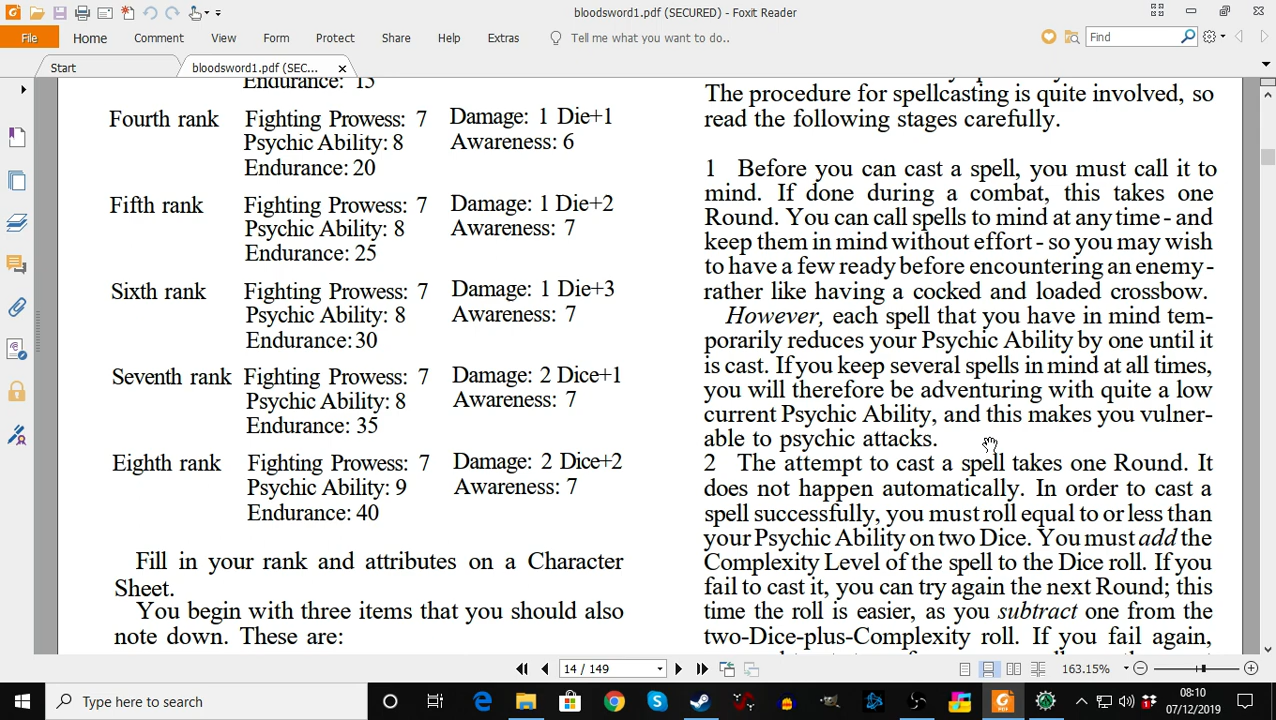 bloodsword1.pdf (SECURED) - Foxit Reader
File
Home
Comment
View
Form
Protect
Share
Help
Extras
Tell me what you want to do..
Find
Start
bloodsword1.pdf (SEC...
Endurance: 15
Fourth rank Fighting Prowess: 7 Damage: 1 Die+1
Psychic Ability: 8 Awareness: 6
Endurance: 20
Fifth rank Fighting Prowess: 7 Damage: 1 Die+2
Psychic Ability: 8 Awareness: 7
Endurance: 25
Sixth rank Fighting Prowess: 7 Damage: 1 Die+3
Psychic Ability: 8 Awareness: 7
Endurance: 30
Seventh rank Fighting Prowess: 7 Damage: 2 Dice+1
Psychic Ability: 8 Awareness: 7
Endurance: 35
Eighth rank Fighting Prowess: 7 Damage: 2 Dice+2
Psychic Ability: 9 Awareness: 7
Endurance: 40
Fill in your rank and attributes on a Character
Sheet.
You begin with three items that you should also
note down. These are:
The procedure for spellcasting is quite involved, so
read the following stages carefully.
1 Before you can cast a spell, you must call it to
mind. If done during a combat, this takes one
Round. You can call spells to mind at any time - and
keep them in mind without effort - so you may wish
to have a few ready before encountering an enemy -
rather like having a cocked and loaded crossbow.
However, each spell that you have in mind tem-
porarily reduces your Psychic Ability by one until it
is cast. If you keep several spells in mind at all times,
you will therefore be adventuring with quite a low
current Psychic Ability, and this makes you vulner-
able to psychic attacks.
2 The attempt to cast a spell takes one Round. It
does not happen automatically. In order to cast a
spell successfully, you must roll equal to or less than
your Psychic Ability on two Dice. You must add the
Complexity Level of the spell to the Dice roll. If you
fail to cast it, you can try again the next Round; this
time the roll is easier, as you subtract one from the
two-Dice-plus-Complexity roll. If you fail again,
14 / 149
163.15%
Type here to search
08:10
07/12/2019